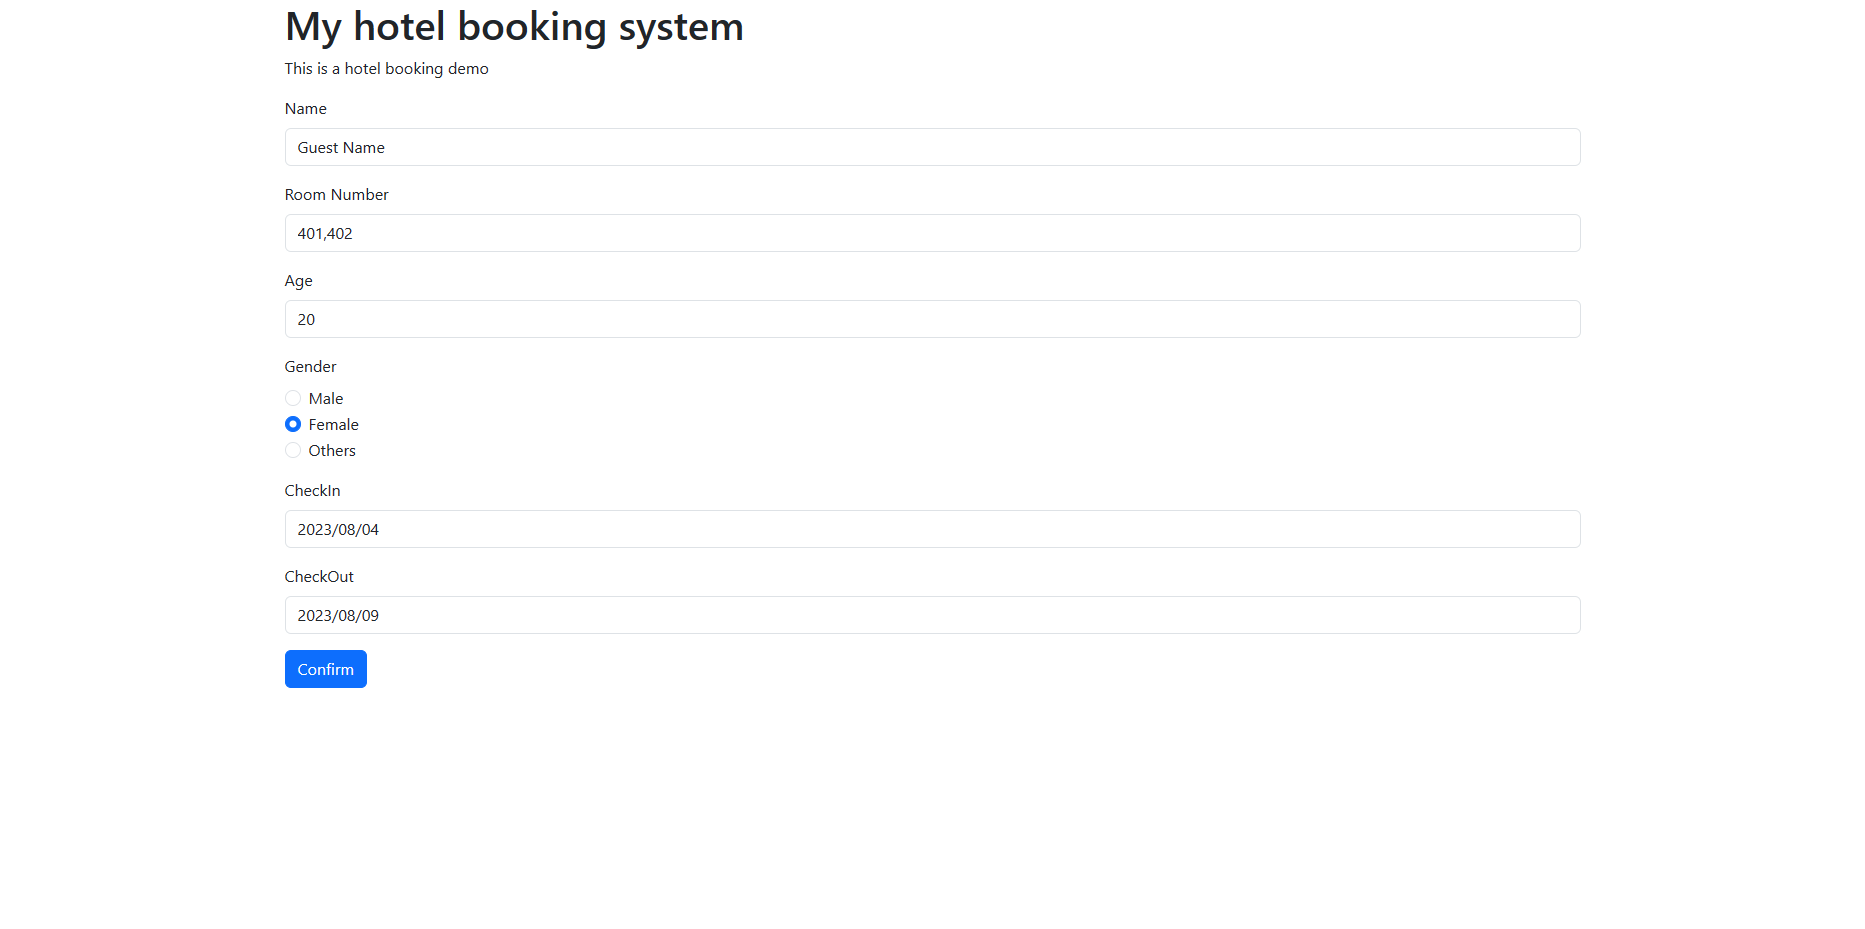 My hotel booking system
This is a hotel booking demo
Name
Guest Name
Room Number
401,402
Age
20
Gender
Male
Female
Others
CheckIn
2023/08/04
CheckOut
2023/08/09
Confirm